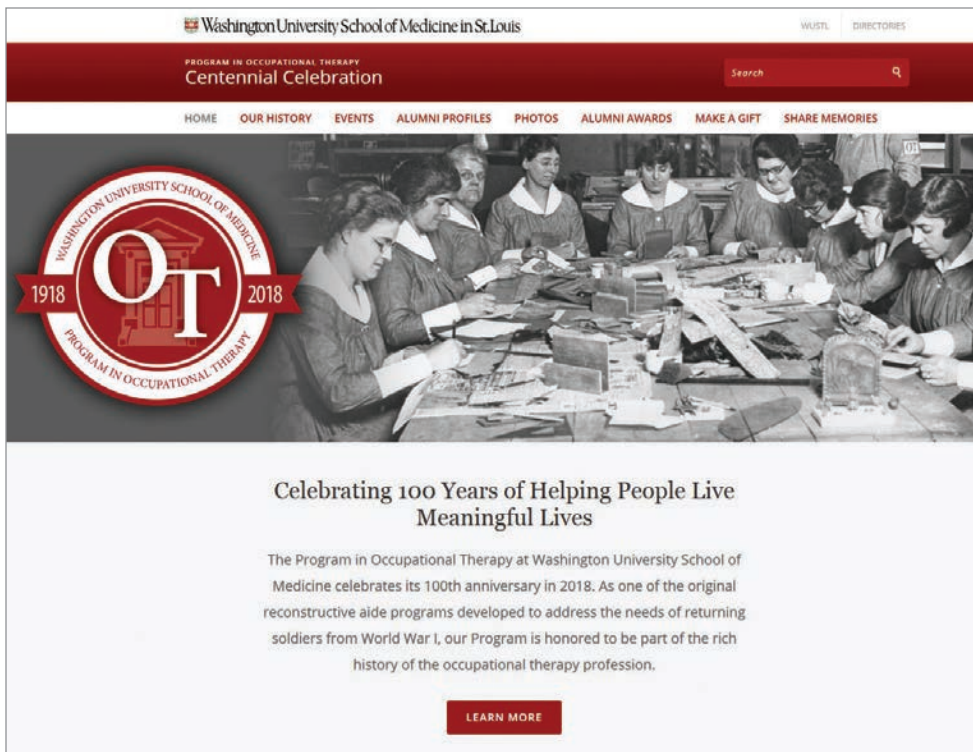 Washington University School of Medicine in St. Louis
WUSTL
DIRECTORIES
PROGRAM IN OCCUPATIONAL THERAPY
Centennial Celebration
Search
HOME
OUR HISTORY
EVENTS
ALUMNI PROFILES
PHOTOS
ALUMNI AWARDS
MAKE A GIFT
SHARE MEMORIES
WASHINGTON UNIVERSITY SCHOOL OF MEDICINE
1918
OT
2018
PROGRAM IN OCCUPATIONAL THERAPY
Celebrating 100 Years of Helping People Live
Meaningful Lives
The Program in Occupational Therapy at Washington University School of
Medicine celebrates its 100th anniversary in 2018. As one of the original
reconstructive aide programs developed to address the needs of returning
soldiers from World War I, our Program is honored to be part of the rich
history of the occupational therapy profession.
LEARN MORE